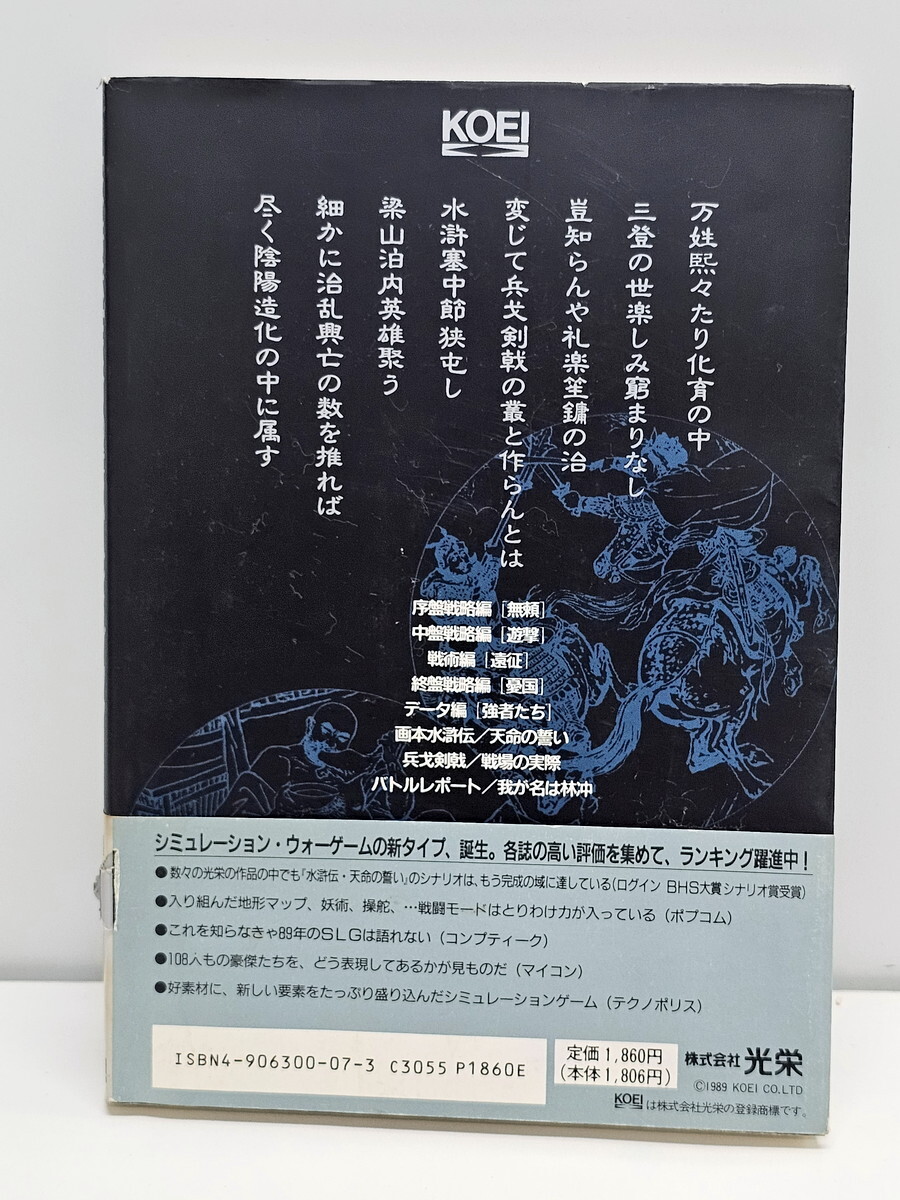 KOEI
万姓熙々たり化育の中
三登の世楽しみ窮まりなし
豈知らんや礼楽笙鏞の治
変じて兵戈剣戟の叢と作らんとは
水滸塞中節狭屯し
梁山泊内英雄聚う
細かに治乱興亡の数を推れば
尽く陰陽造化の中に属す
序盤戦略編［無頼］
中盤戦略編［遊撃］
戦術編［遠征］
終盤戦略編［憂国］
データ編［強者たち］
画本水滸伝／天命の誓い
兵戈剣戟／戦場の実際
バトルレポート／我が名は林冲
シミュレーション・ウォーゲームの新タイプ、誕生。各誌の高い評価を集めて、ランキング躍進中！
●数々の光栄の作品の中でも『水滸伝・天命の誓い』のシナリオは、もう完成の域に達している（ログイン BHS大賞シナリオ賞受賞）
●入り組んだ地形マップ、妖術、操舵、…戦闘モードはとりわけ力が入っている（ポプコム）
●これを知らなきゃ89年のSLGは語れない（コンプティーク）
●108人もの豪傑たちを、どう表現してあるかが見ものだ（マイコン）
●好素材に、新しい要素をたっぷり盛り込んだシミュレーションゲーム（テクノポリス）
ISBN4-906300-07-3 C3055 P1860E
定価1,860円
（本体1,806円）
株式会社 光栄
©1989 KOEI CO.LTD
KOEI は株式会社光栄の登録商標です。